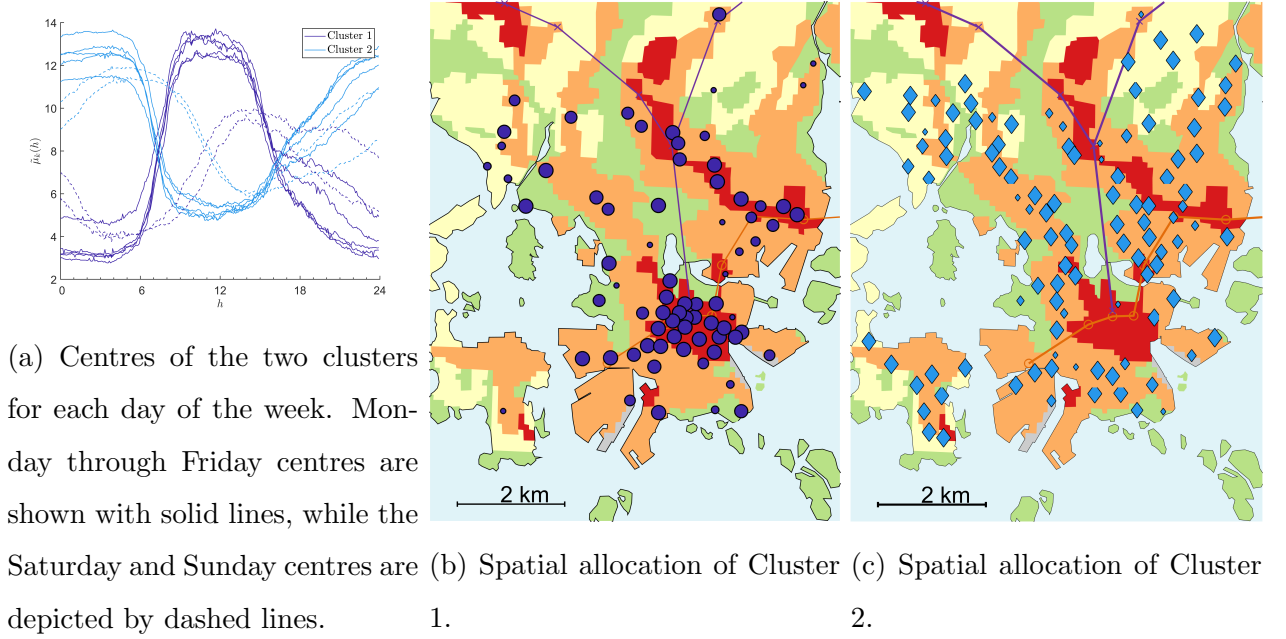 14
12
10
8
6
4
2
μ̄ₖ(h)
0
6
12
18
24
h
Cluster 1
Cluster 2
(a) Centres of the two clusters
for each day of the week. Mon-
day through Friday centres are
shown with solid lines, while the
Saturday and Sunday centres are
depicted by dashed lines.
2 km
(b) Spatial allocation of Cluster
1.
2 km
(c) Spatial allocation of Cluster
2.